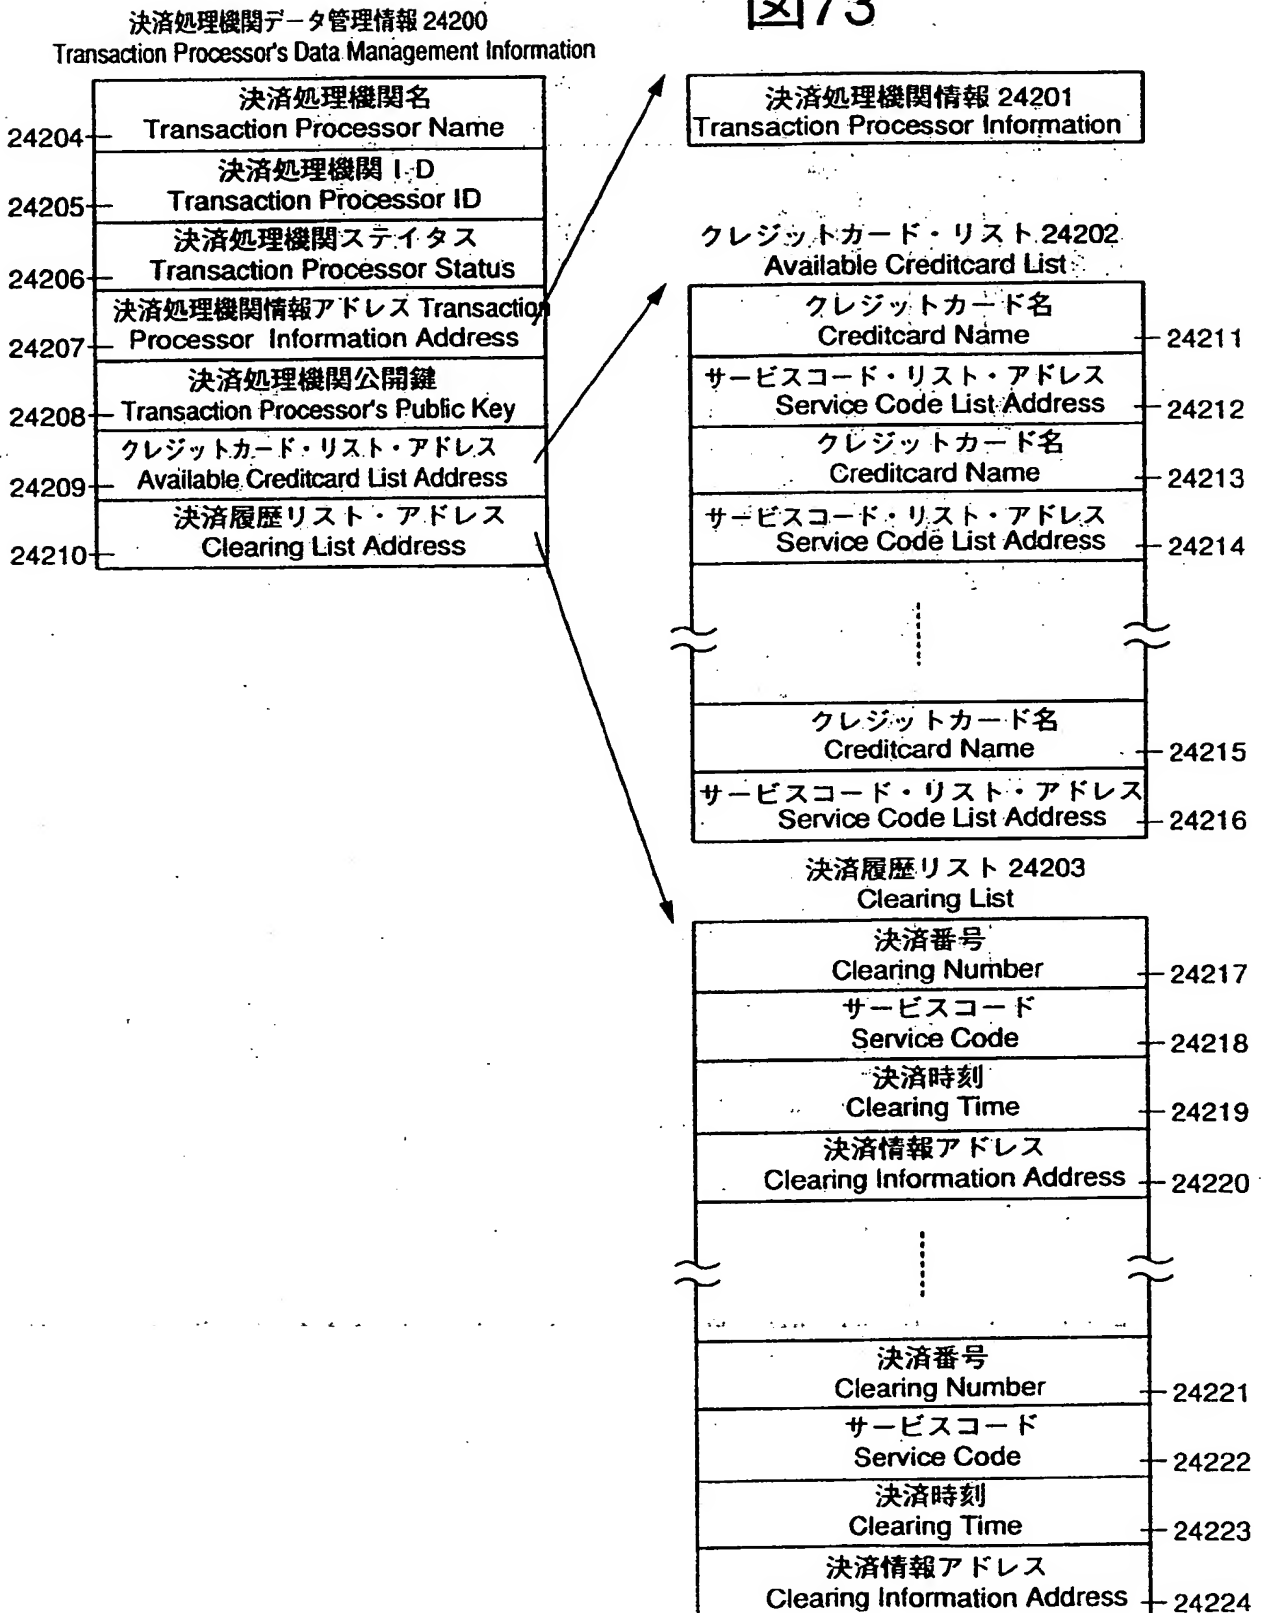 図73
決済処理機関データ管理情報 24200
Transaction Processor's Data Management Information
決済処理機関名
Transaction Processor Name
24204
決済処理機関ID
Transaction Processor ID
24205
決済処理機関ステイタス
Transaction Processor Status
24206
決済処理機関情報アドレス Transaction
Processor Information Address
24207
決済処理機関公開鍵
Transaction Processor's Public Key
24208
クレジットカード・リスト・アドレス
Available Creditcard List Address
24209
決済履歴リスト・アドレス
Clearing List Address
24210
決済処理機関情報 24201
Transaction Processor Information
クレジットカード・リスト 24202
Available Creditcard List
クレジットカード名
Creditcard Name
24211
サービスコード・リスト・アドレス
Service Code List Address
24212
クレジットカード名
Creditcard Name
24213
サービスコード・リスト・アドレス
Service Code List Address
24214
クレジットカード名
Creditcard Name
24215
サービスコード・リスト・アドレス
Service Code List Address
24216
決済履歴リスト 24203
Clearing List
決済番号
Clearing Number
24217
サービスコード
Service Code
24218
決済時刻
Clearing Time
24219
決済情報アドレス
Clearing Information Address
24220
決済番号
Clearing Number
24221
サービスコード
Service Code
24222
決済時刻
Clearing Time
24223
決済情報アドレス
Clearing Information Address
24224